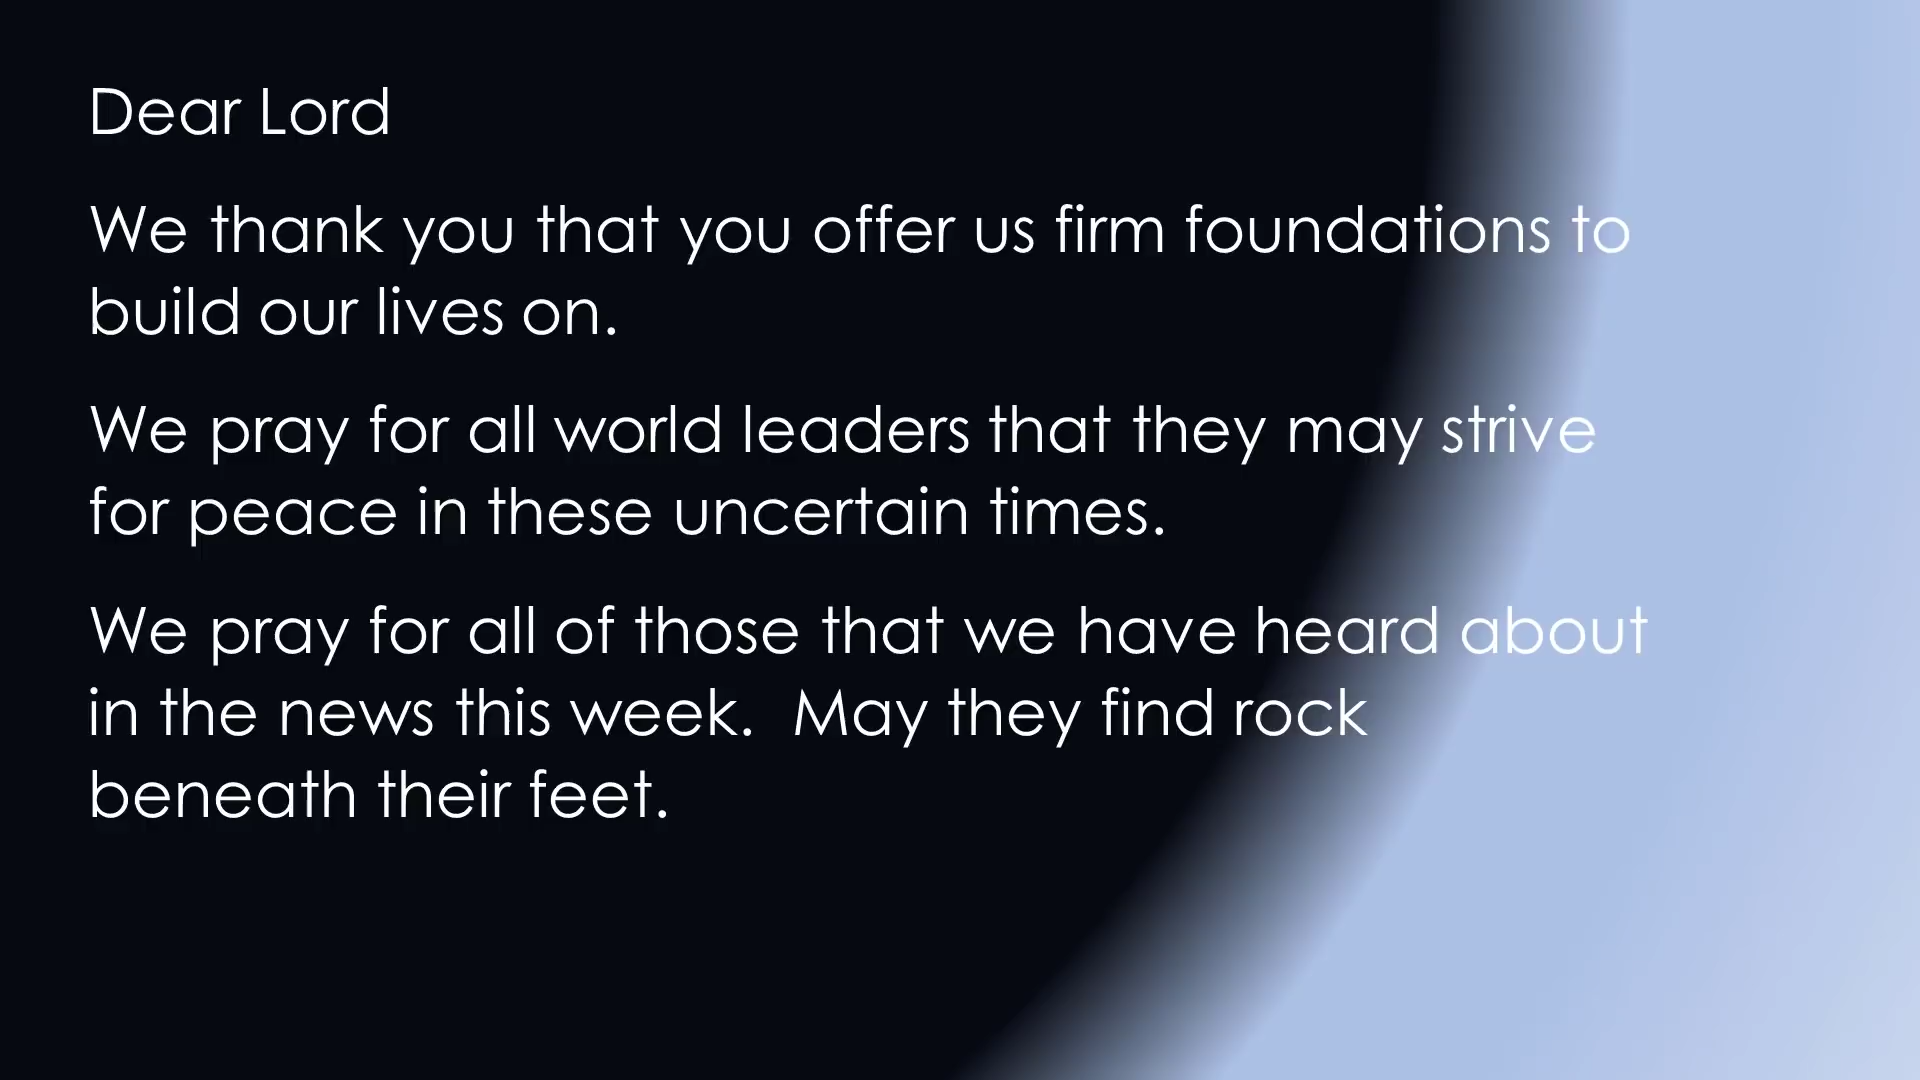 Dear Lord
We thank you that you offer us firm foundations to
build our lives on.
We pray for all world leaders that they may strive
for peace in these uncertain times.
We pray for all of those that we have heard about
in the news this week.  May they find rock
beneath their feet.